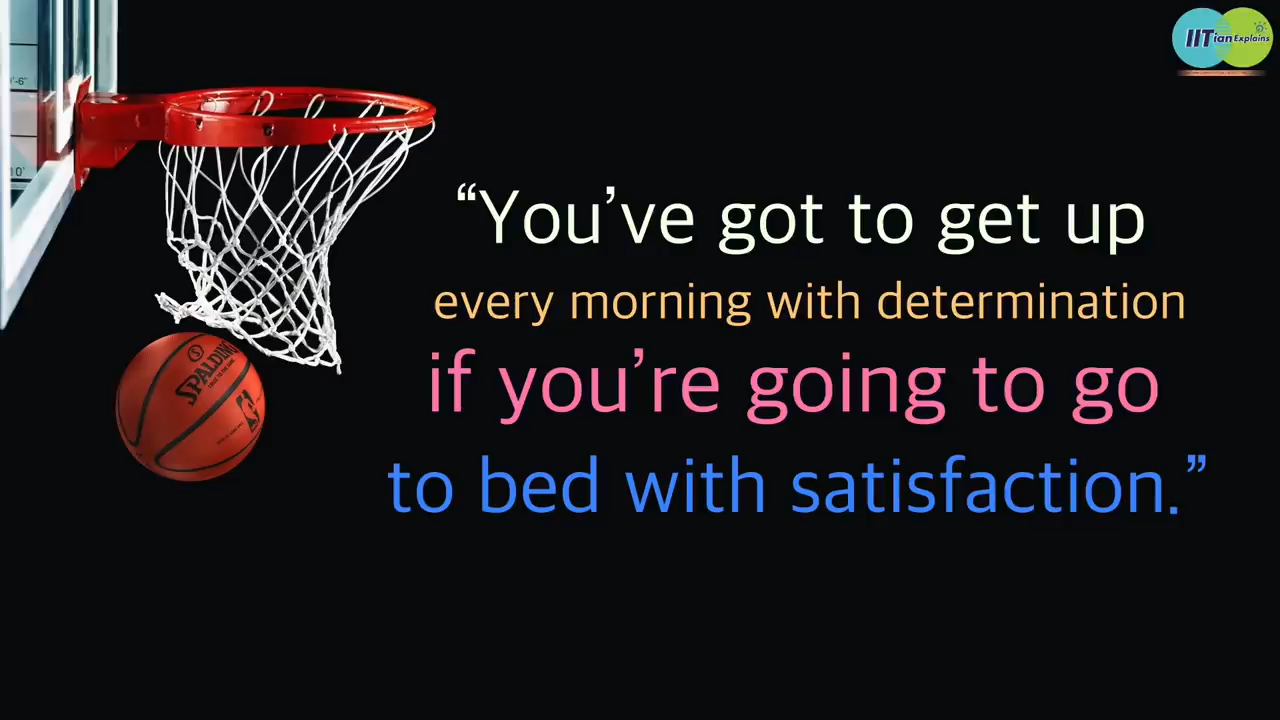 IITian Explains
"You've got to get up
every morning with determination
if you're going to go
to bed with satisfaction."
SPALDING